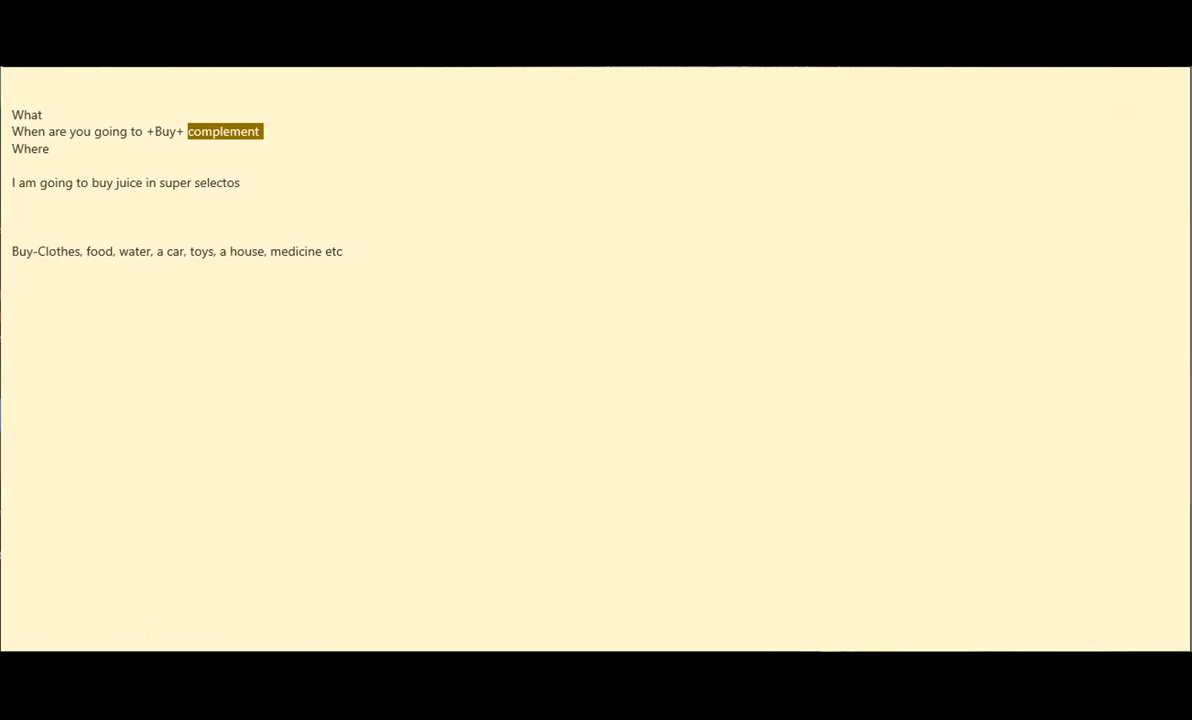 What
When are you going to +Buy+ complement
Where
I am going to buy juice in super selectos
Buy-Clothes, food, water, a car, toys, a house, medicine etc